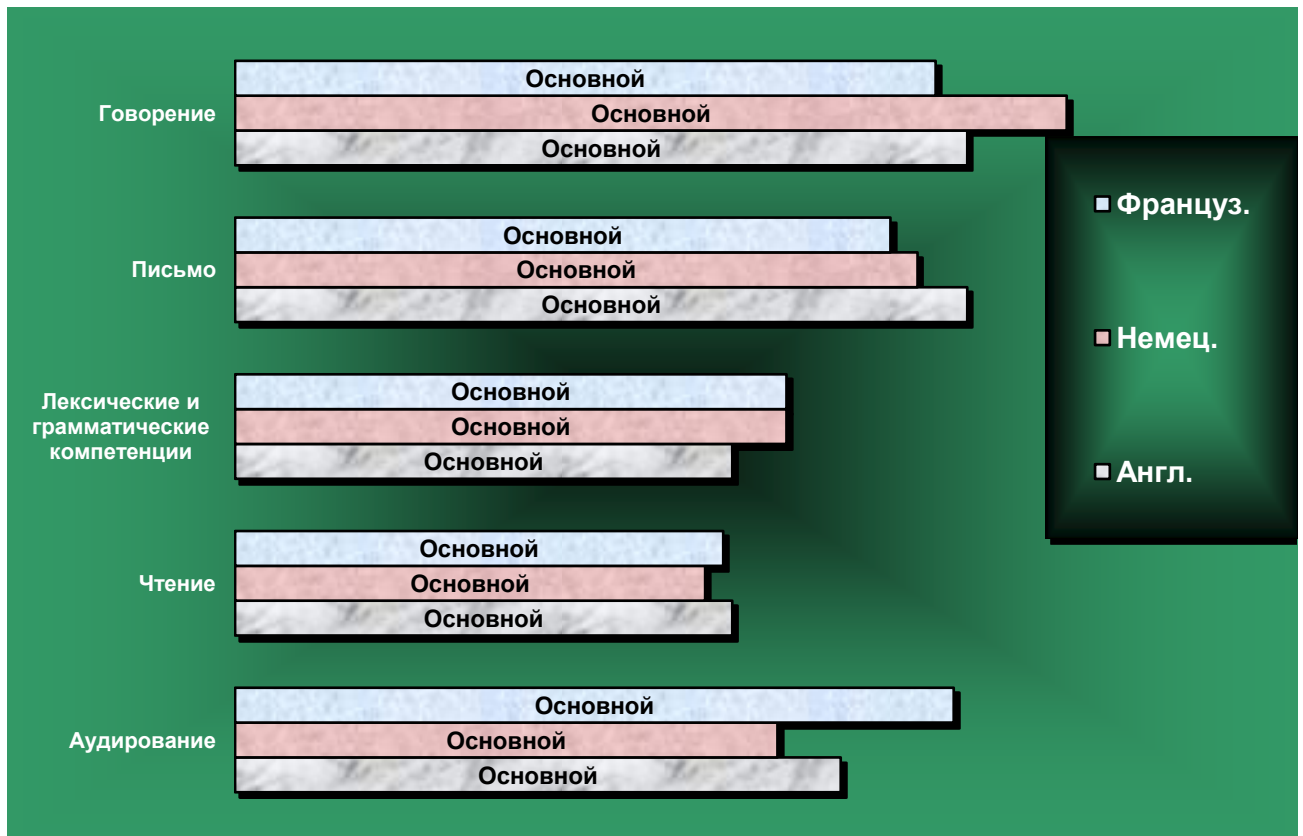 Основной
Говорение
Основной
Основной
Основной
Письмо
Основной
Основной
Лексические и
грамматические
компетенции
Основной
Основной
Основной
Основной
Чтение
Основной
Основной
Основной
Аудирование
Основной
Основной
Француз.
Немец.
Англ.